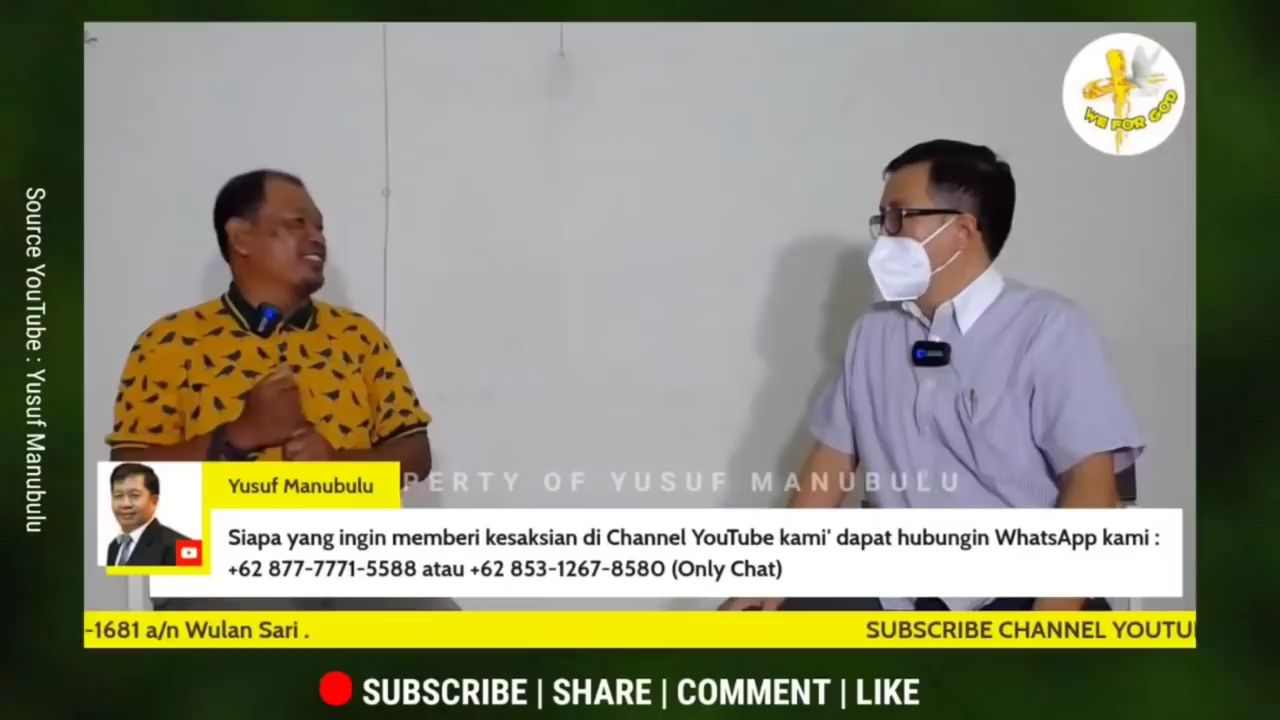 WE FOR GOD
Source YouTube : Yusuf Manubulu
PERTY OF YUSUF MANUBULU
Yusuf Manubulu
Siapa yang ingin memberi kesaksian di Channel YouTube kami' dapat hubungin WhatsApp kami :
+62 877-7771-5588 atau +62 853-1267-8580 (Only Chat)
-1681 a/n Wulan Sari . SUBSCRIBE CHANNEL YOUTU
SUBSCRIBE | SHARE | COMMENT | LIKE